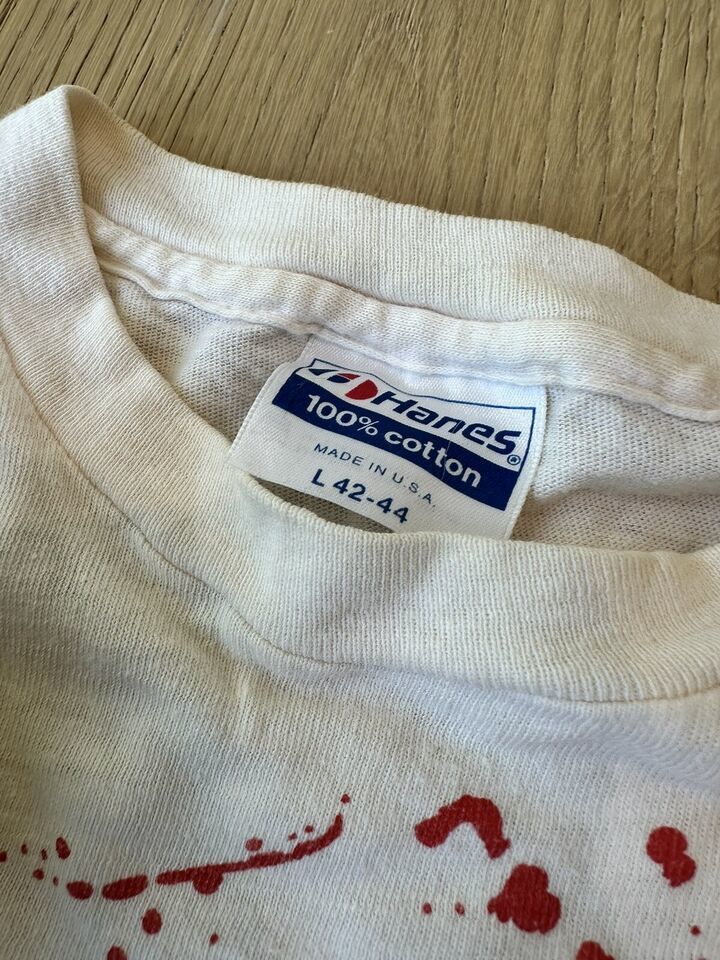 Hanes®
100% cotton
MADE IN U.S.A.
L 42-44